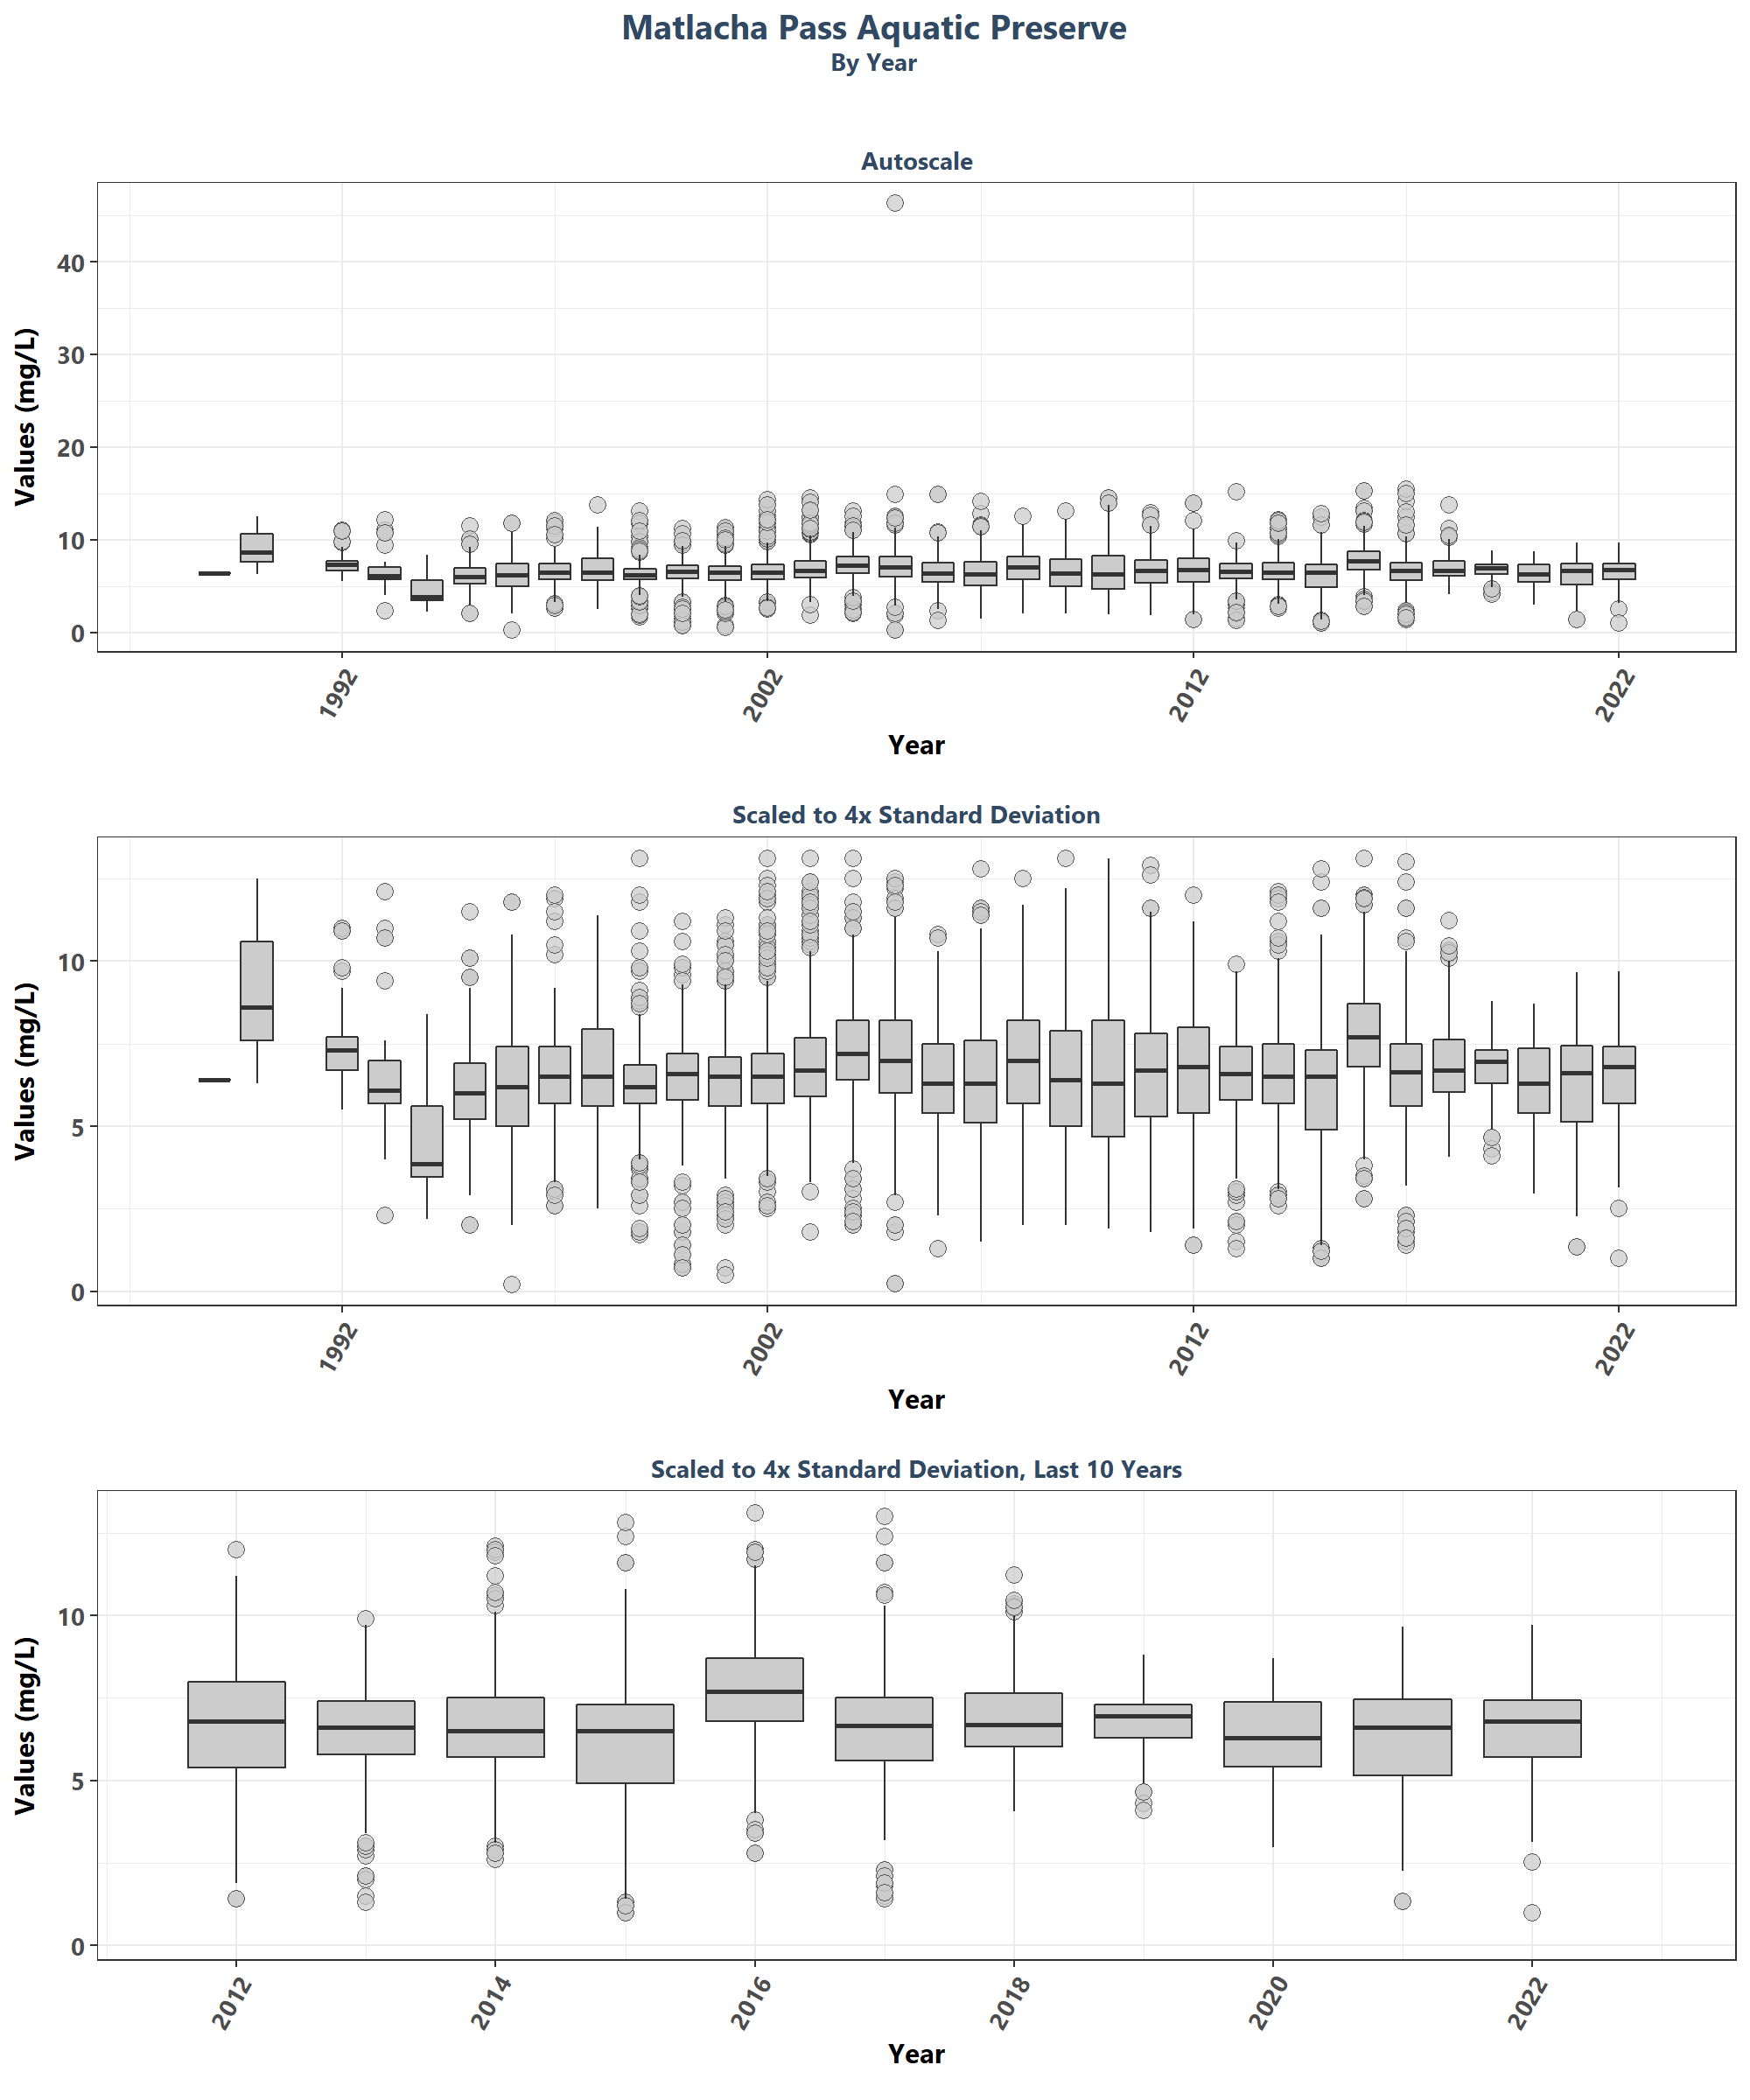 Matlacha Pass Aquatic Preserve
By Year
Autoscale
Values (mg/L)
40
30
20
10
0
1992
2002
2012
2022
Year
Scaled to 4x Standard Deviation
Values (mg/L)
10
5
0
1992
2002
2012
2022
Year
Scaled to 4x Standard Deviation, Last 10 Years
Values (mg/L)
10
5
0
2012
2014
2016
2018
2020
2022
Year